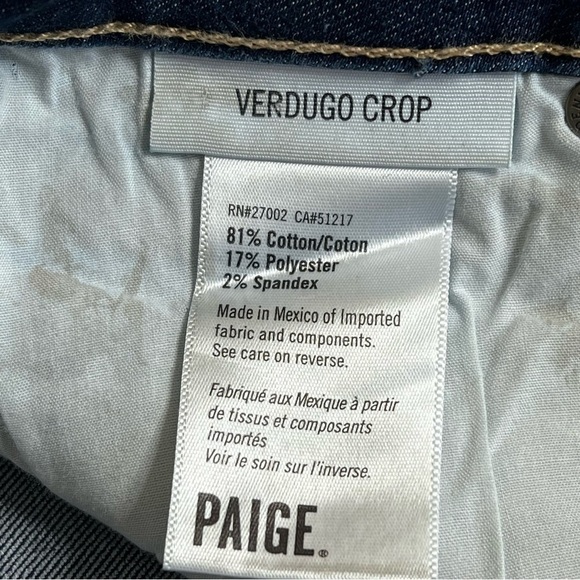 VERDUGO CROP
RN#27002 CA#51217
81% Cotton/Coton
17% Polyester
2% Spandex
Made in Mexico of Imported
fabric and components.
See care on reverse.
Fabriqué aux Mexique à partir
de tissus et composants
importés
Voir le soin sur l'inverse.
PAIGE®